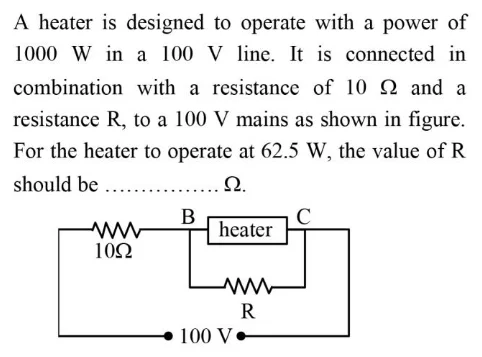 A heater is designed to operate with a power of
1000 W in a 100 V line. It is connected in
combination with a resistance of 10 Ω and a
resistance R, to a 100 V mains as shown in figure.
For the heater to operate at 62.5 W, the value of R
should be ................ Ω.
B
heater
C
10Ω
R
100 V